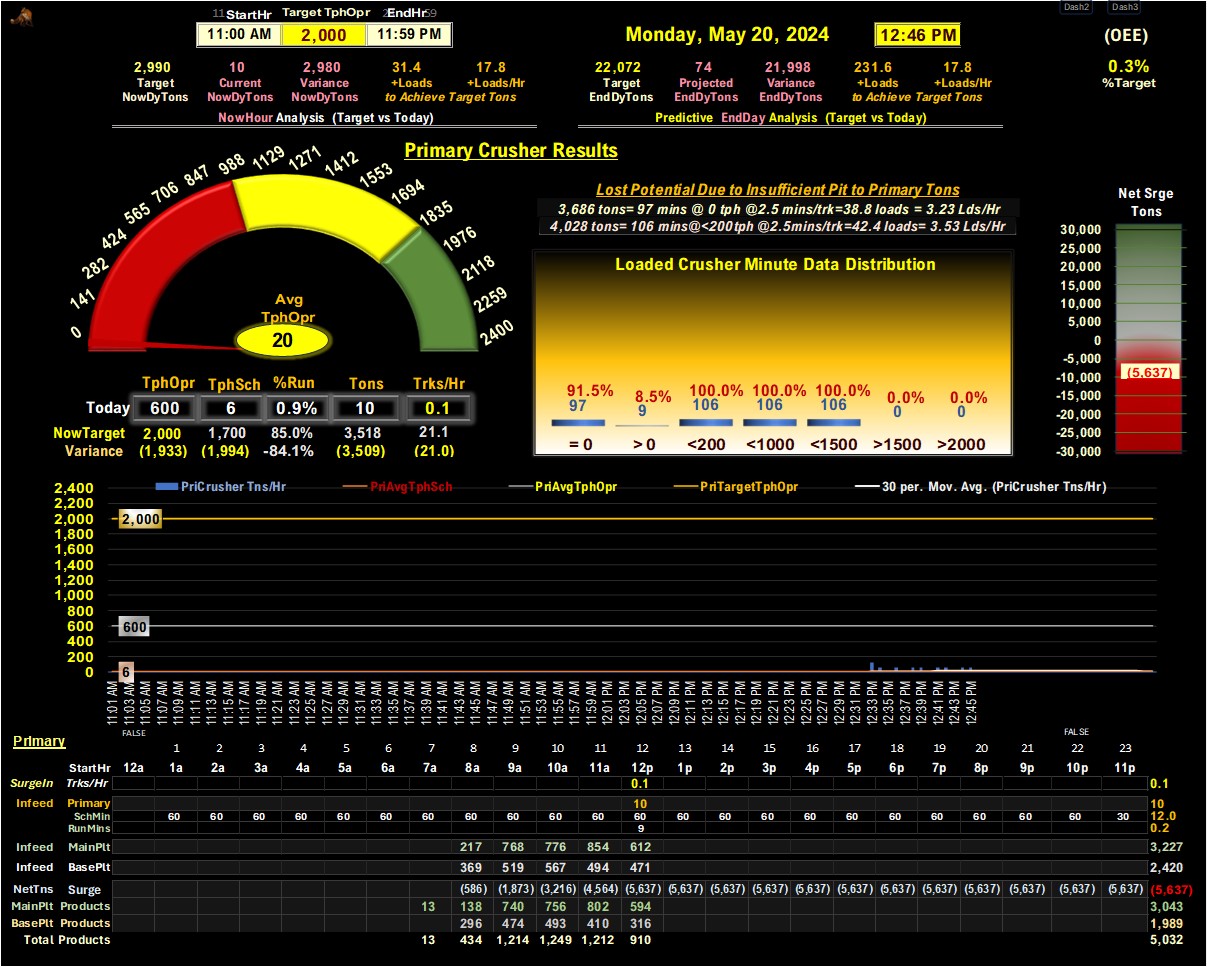 Dash2 Dash3
11 StartHr Target TphOpr EndHr 59
11:00 AM 2,000 11:59 PM Monday, May 20, 2024 12:46 PM (OEE)
2,990 10 2,980 31.4 17.8 22,072 74 21,998 231.6 17.8 0.3%
Target Current Variance +Loads +Loads/Hr Target Projected Variance +Loads +Loads/Hr %Target
NowDyTons NowDyTons NowDyTons to Achieve Target Tons EndDyTons EndDyTons EndDyTons to Achieve Target Tons
NowHour Analysis (Target vs Today) Predictive EndDay Analysis (Target vs Today)
Primary Crusher Results
0 141 282 424 565 706 847 988 1129 1271 1412 1553 1694 1835 1976 2118 2259 2400
Avg
TphOpr
20
Lost Potential Due to Insufficient Pit to Primary Tons
3,686 tons= 97 mins @ 0 tph @2.5 mins/trk=38.8 loads = 3.23 Lds/Hr
4,028 tons= 106 mins@<200tph @2.5mins/trk=42.4 loads= 3.53 Lds/Hr
Loaded Crusher Minute Data Distribution
91.5% 8.5% 100.0% 100.0% 100.0% 0.0% 0.0%
97 9 106 106 106 0 0
= 0 > 0 <200 <1000 <1500 >1500 >2000
Net Srge
Tons
30,000
25,000
20,000
15,000
10,000
5,000
0
-5,000
(5,637)
-10,000
-15,000
-20,000
-25,000
-30,000
TphOpr TphSch %Run Tons Trks/Hr
Today 600 6 0.9% 10 0.1
NowTarget 2,000 1,700 85.0% 3,518 21.1
Variance (1,933) (1,994) -84.1% (3,509) (21.0)
PriCrusher Tns/Hr PriAvgTphSch PriAvgTphOpr PriTargetTphOpr 30 per. Mov. Avg. (PriCrusher Tns/Hr)
2,400
2,200
2,000 2,000
1,800
1,600
1,400
1,200
1,000
800
600 600
400
200
0 6
11:01 AM 11:03 AM 11:05 AM 11:07 AM 11:09 AM 11:11 AM 11:13 AM 11:15 AM 11:17 AM 11:19 AM 11:21 AM 11:23 AM 11:25 AM 11:27 AM 11:29 AM 11:31 AM 11:33 AM 11:35 AM 11:37 AM 11:39 AM 11:41 AM 11:43 AM 11:45 AM 11:47 AM 11:49 AM 11:51 AM 11:53 AM 11:55 AM 11:57 AM 11:59 AM 12:01 PM 12:03 PM 12:05 PM 12:07 PM 12:09 PM 12:11 PM 12:13 PM 12:15 PM 12:17 PM 12:19 PM 12:21 PM 12:23 PM 12:25 PM 12:27 PM 12:29 PM 12:31 PM 12:33 PM 12:35 PM 12:37 PM 12:39 PM 12:41 PM 12:43 PM 12:45 PM
FALSE FALSE
Primary 1 2 3 4 5 6 7 8 9 10 11 12 13 14 15 16 17 18 19 20 21 22 23
StartHr 12a 1a 2a 3a 4a 5a 6a 7a 8a 9a 10a 11a 12p 1p 2p 3p 4p 5p 6p 7p 8p 9p 10p 11p
SurgeIn Trks/Hr 0.1 0.1
Infeed Primary 10 10
SchMin 60 60 60 60 60 60 60 60 60 60 60 60 60 60 60 60 60 60 60 60 60 60 30 12.0
RunMins 9 0.2
Infeed MainPlt 217 768 776 854 612 3,227
Infeed BasePlt 369 519 567 494 471 2,420
NetTns Surge (586) (1,873) (3,216) (4,564) (5,637) (5,637) (5,637) (5,637) (5,637) (5,637) (5,637) (5,637) (5,637) (5,637) (5,637) (5,637) (5,637)
MainPlt Products 13 138 740 756 802 594 3,043
BasePlt Products 296 474 493 410 316 1,989
Total Products 13 434 1,214 1,249 1,212 910 5,032